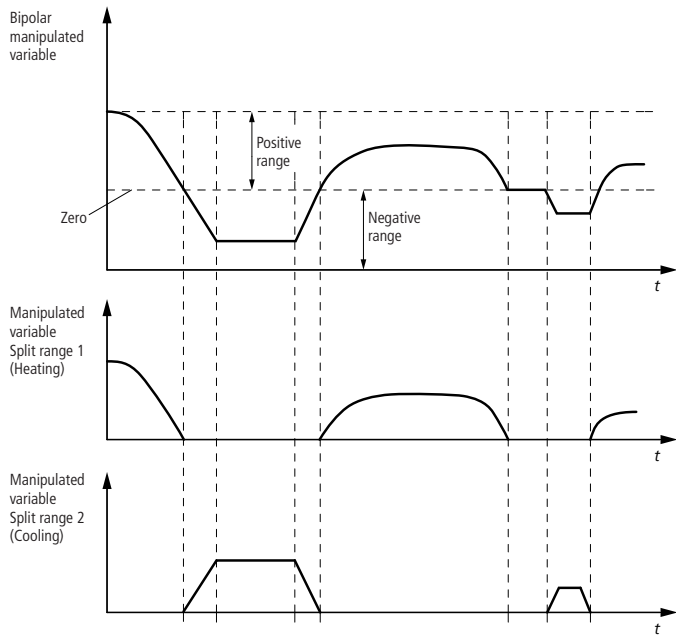 Bipolar
manipulated
variable
Positive
range
Zero
Negative
range
t
Manipulated
variable
Split range 1
(Heating)
t
Manipulated
variable
Split range 2
(Cooling)
t